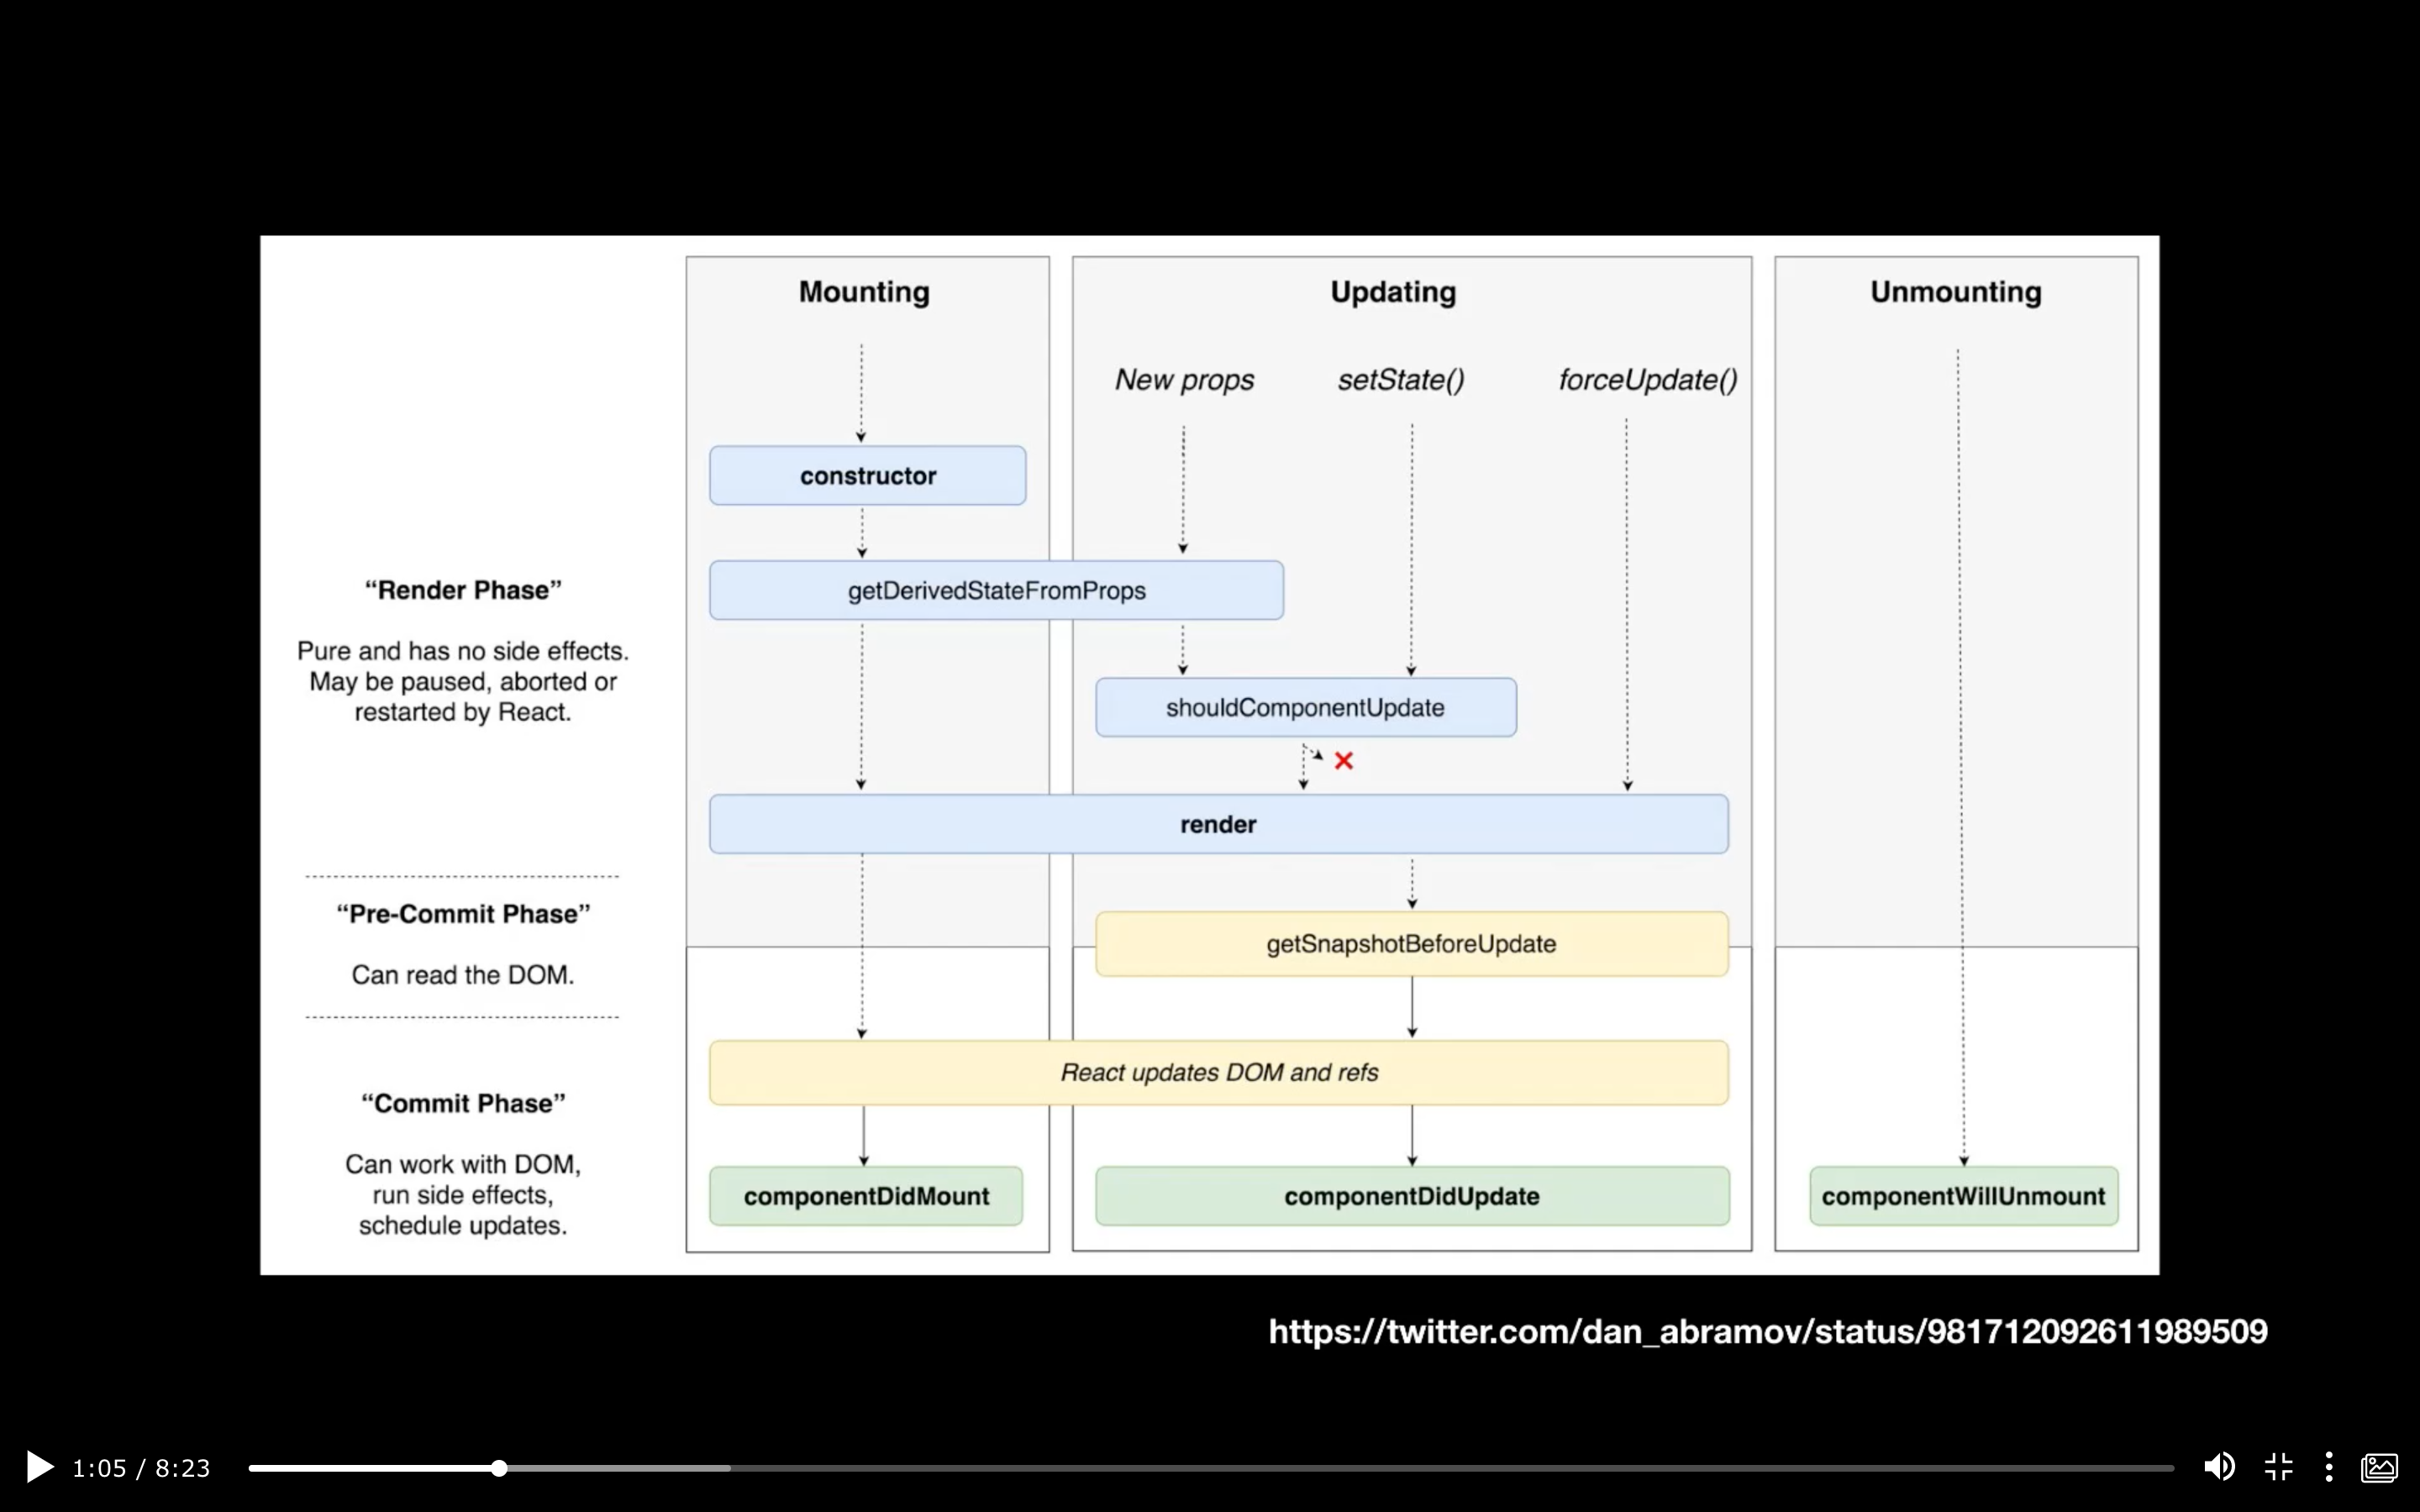 Mounting
Updating
Unmounting
New props
setState()
forceUpdate()
constructor
“Render Phase”
getDerivedStateFromProps
Pure and has no side effects.
May be paused, aborted or
restarted by React.
shouldComponentUpdate
render
“Pre-Commit Phase”
getSnapshotBeforeUpdate
Can read the DOM.
React updates DOM and refs
“Commit Phase”
Can work with DOM,
run side effects,
schedule updates.
componentDidMount
componentDidUpdate
componentWillUnmount
https://twitter.com/dan_abramov/status/981712092611989509
1:05 / 8:23